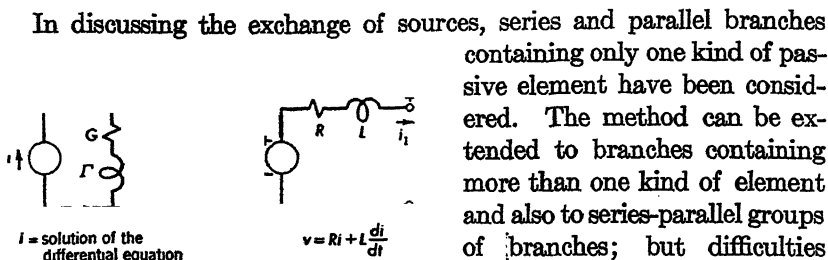 In discussing the exchange of sources, series and parallel branches
containing only one kind of pas-
sive element have been consid-
ered. The method can be ex-
tended to branches containing
more than one kind of element
and also to series-parallel groups
of branches; but difficulties
G
Γ
i = solution of the
differential equation
R L
i₁
v = Ri + L di/dt